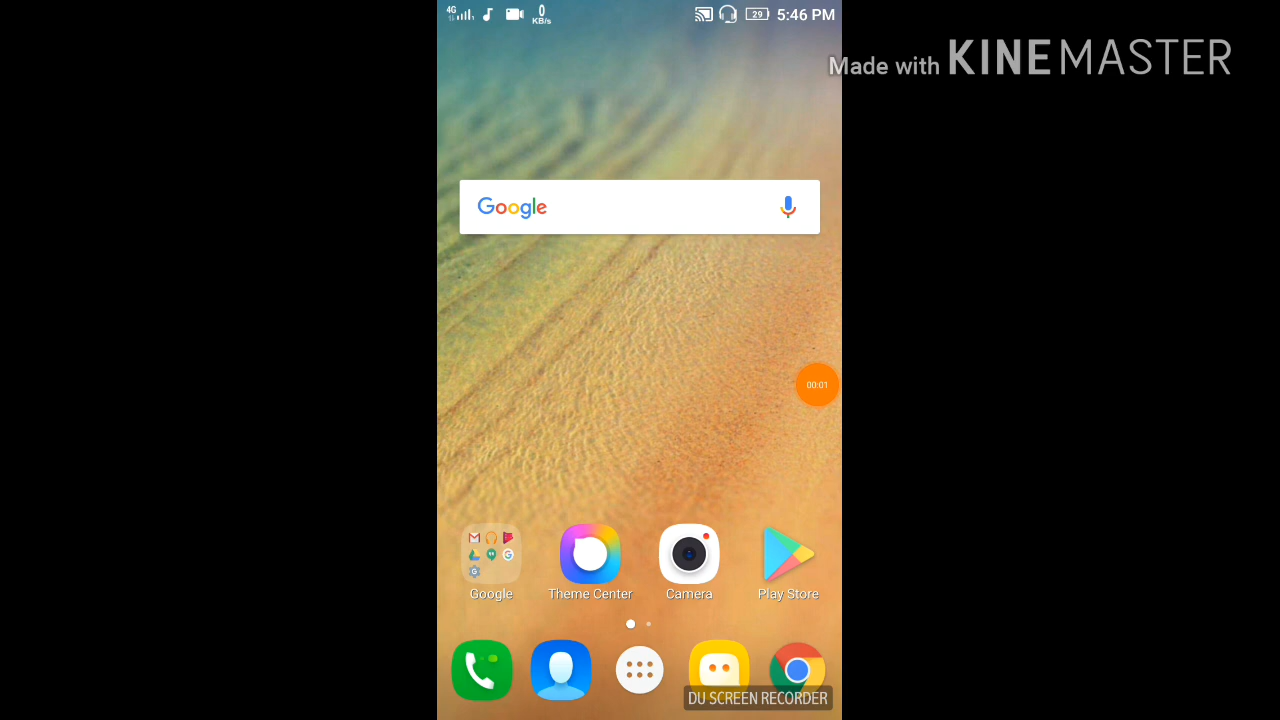 4G
0
KB/s
29
5:46 PM
Made with KINEMASTER
Google
00:01
Google
Theme Center
Camera
Play Store
DU SCREEN RECORDER